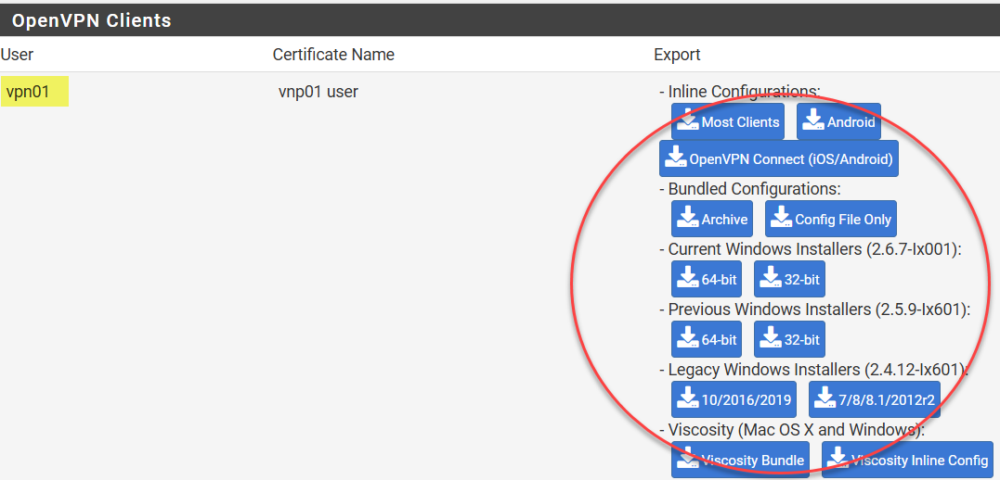 OpenVPN Clients
User Certificate Name Export
vpn01 vnp01 user - Inline Configurations:
Most Clients Android
OpenVPN Connect (iOS/Android)
- Bundled Configurations:
Archive Config File Only
- Current Windows Installers (2.6.7-Ix001):
64-bit 32-bit
- Previous Windows Installers (2.5.9-Ix601):
64-bit 32-bit
- Legacy Windows Installers (2.4.12-Ix601):
10/2016/2019 7/8/8.1/2012r2
- Viscosity (Mac OS X and Windows):
Viscosity Bundle Viscosity Inline Config